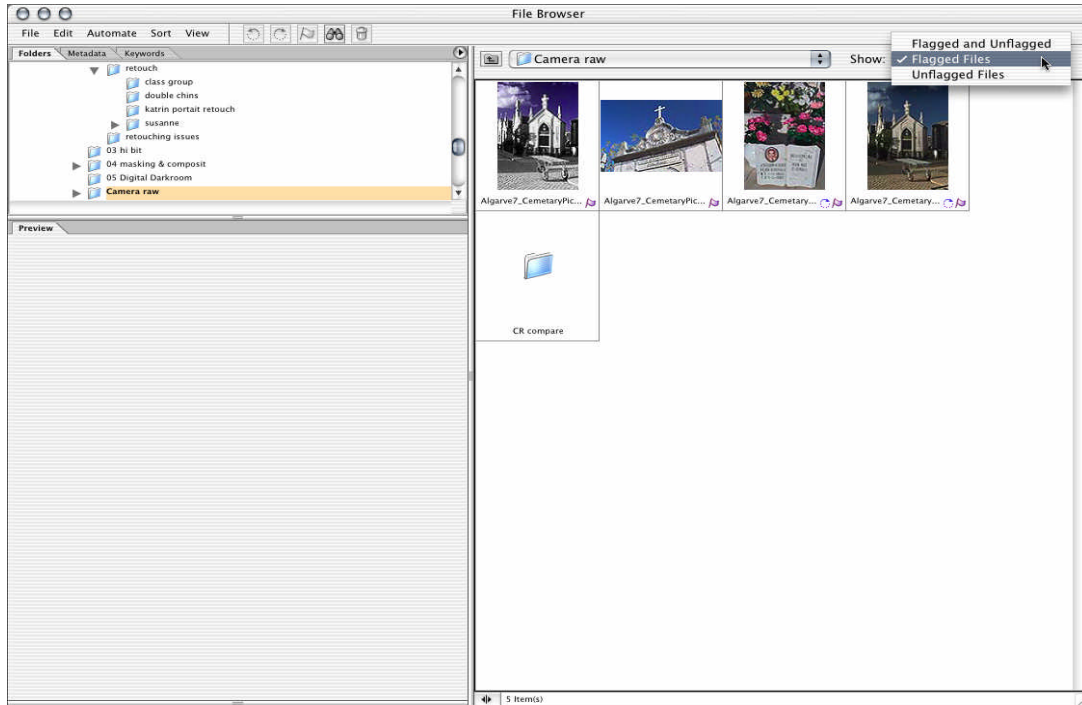 File Browser
File Edit Automate Sort View
Folders Metadata Keywords
retouch
class group
double chins
katrin portait retouch
susanne
retouching issues
03 hi bit
04 masking & composit
05 Digital Darkroom
Camera raw
Preview
Camera raw
Show:
Flagged and Unflagged
Flagged Files
Unflagged Files
Algarve7_CemetaryPic...
Algarve7_CemetaryPic...
Algarve7_Cemetary...
Algarve7_Cemetary...
CR compare
5 Item(s)